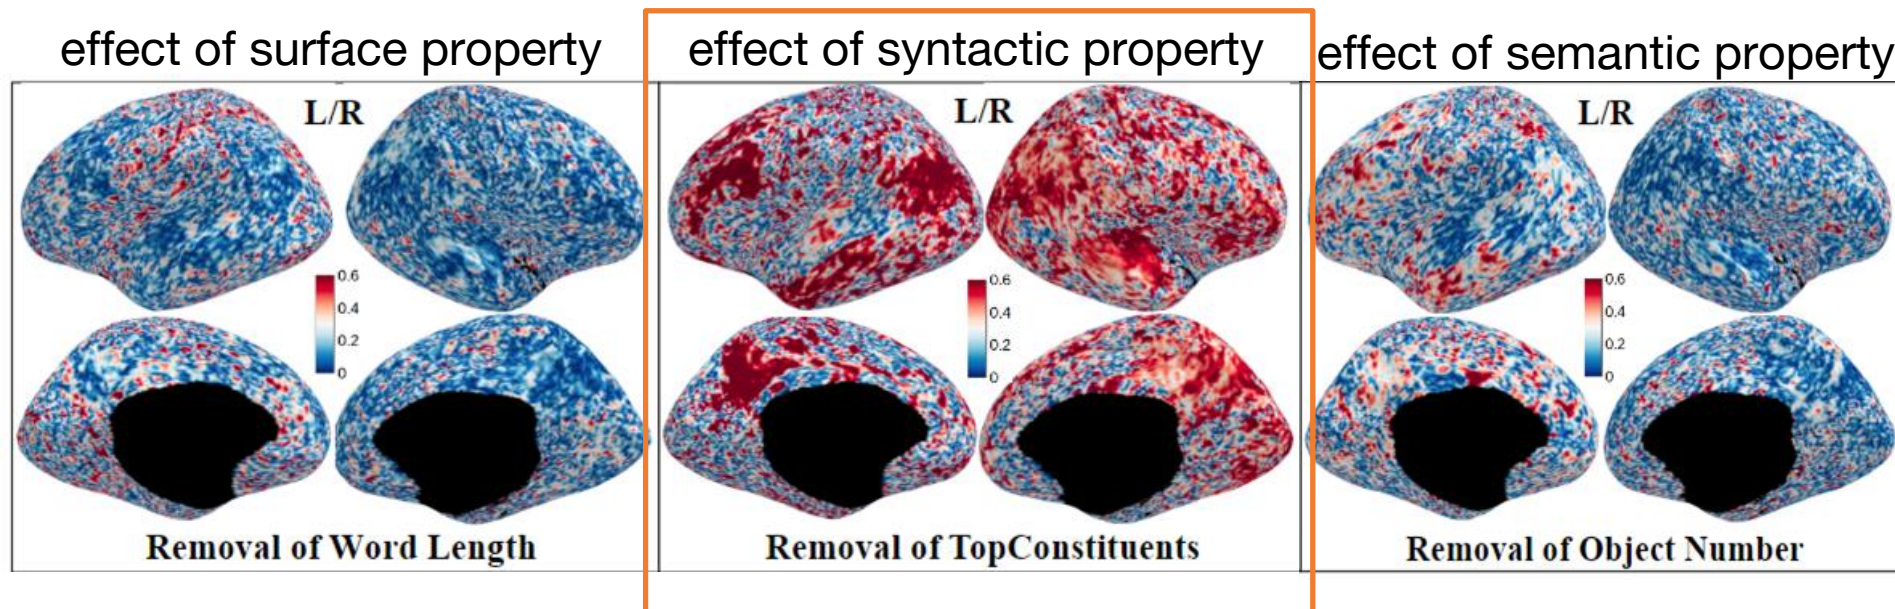 effect of surface property
effect of syntactic property
effect of semantic property
L/R
0.6
0.4
0.2
0
Removal of Word Length
L/R
0.6
0.4
0.2
0
Removal of TopConstituents
L/R
0.6
0.4
0.2
0
Removal of Object Number